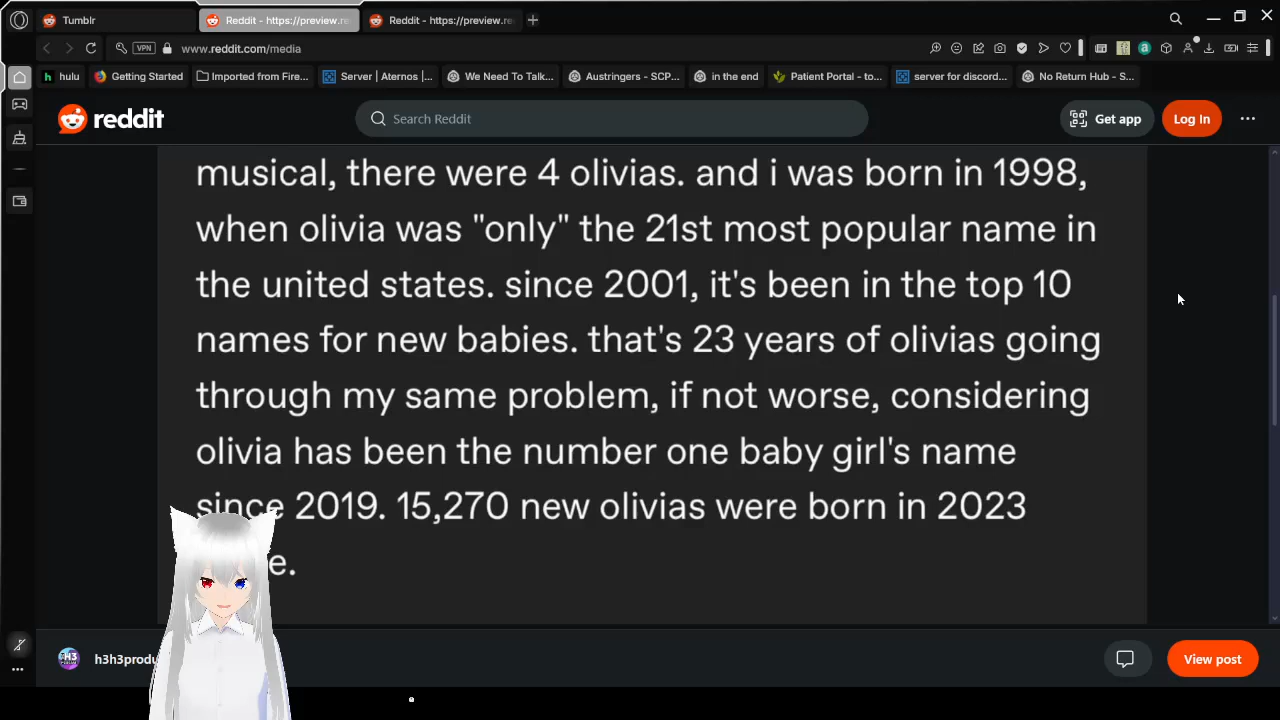 Tumblr
Reddit - https://preview.re
Reddit - https://preview.re
VPN
www.reddit.com/media
hulu
Getting Started
Imported from Fire...
Server | Aternos |...
We Need To Talk...
Austringers - SCP...
in the end
Patient Portal - to...
server for discord...
No Return Hub - S...
reddit
Search Reddit
Get app
Log In
musical, there were 4 olivias. and i was born in 1998,
when olivia was "only" the 21st most popular name in
the united states. since 2001, it's been in the top 10
names for new babies. that's 23 years of olivias going
through my same problem, if not worse, considering
olivia has been the number one baby girl's name
since 2019. 15,270 new olivias were born in 2023
e.
h3h3produ
View post